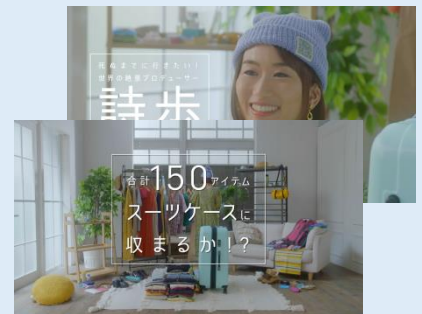 死ぬまでに行きたい!
世界の絶景プロデューサー
詩歩
合計150アイテム
スーツケースに
収まるか!?